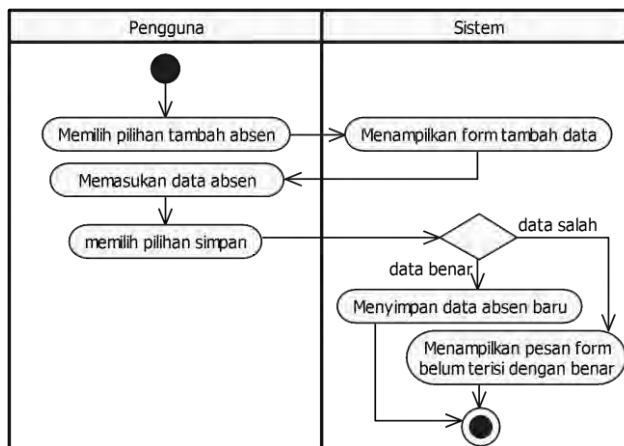 Pengguna
Sistem
Memilih pilihan tambah absen
Menampilkan form tambah data
Memasukan data absen
memilih pilihan simpan
data salah
data benar
Menyimpan data absen baru
Menampilkan pesan form
belum terisi dengan benar